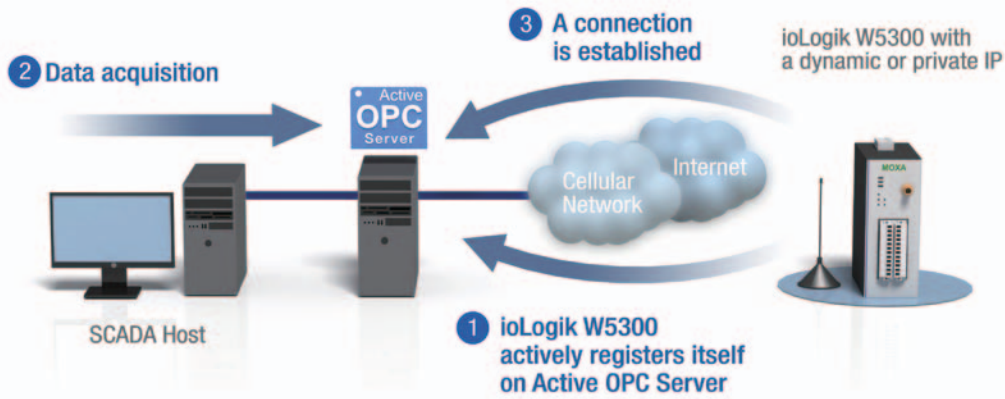 3 A connection
is established
ioLogik W5300 with
a dynamic or private IP
2 Data acquisition
Active
OPC
Server
Internet
Cellular
Network
MOXA
SCADA Host
1 ioLogik W5300
actively registers itself
on Active OPC Server